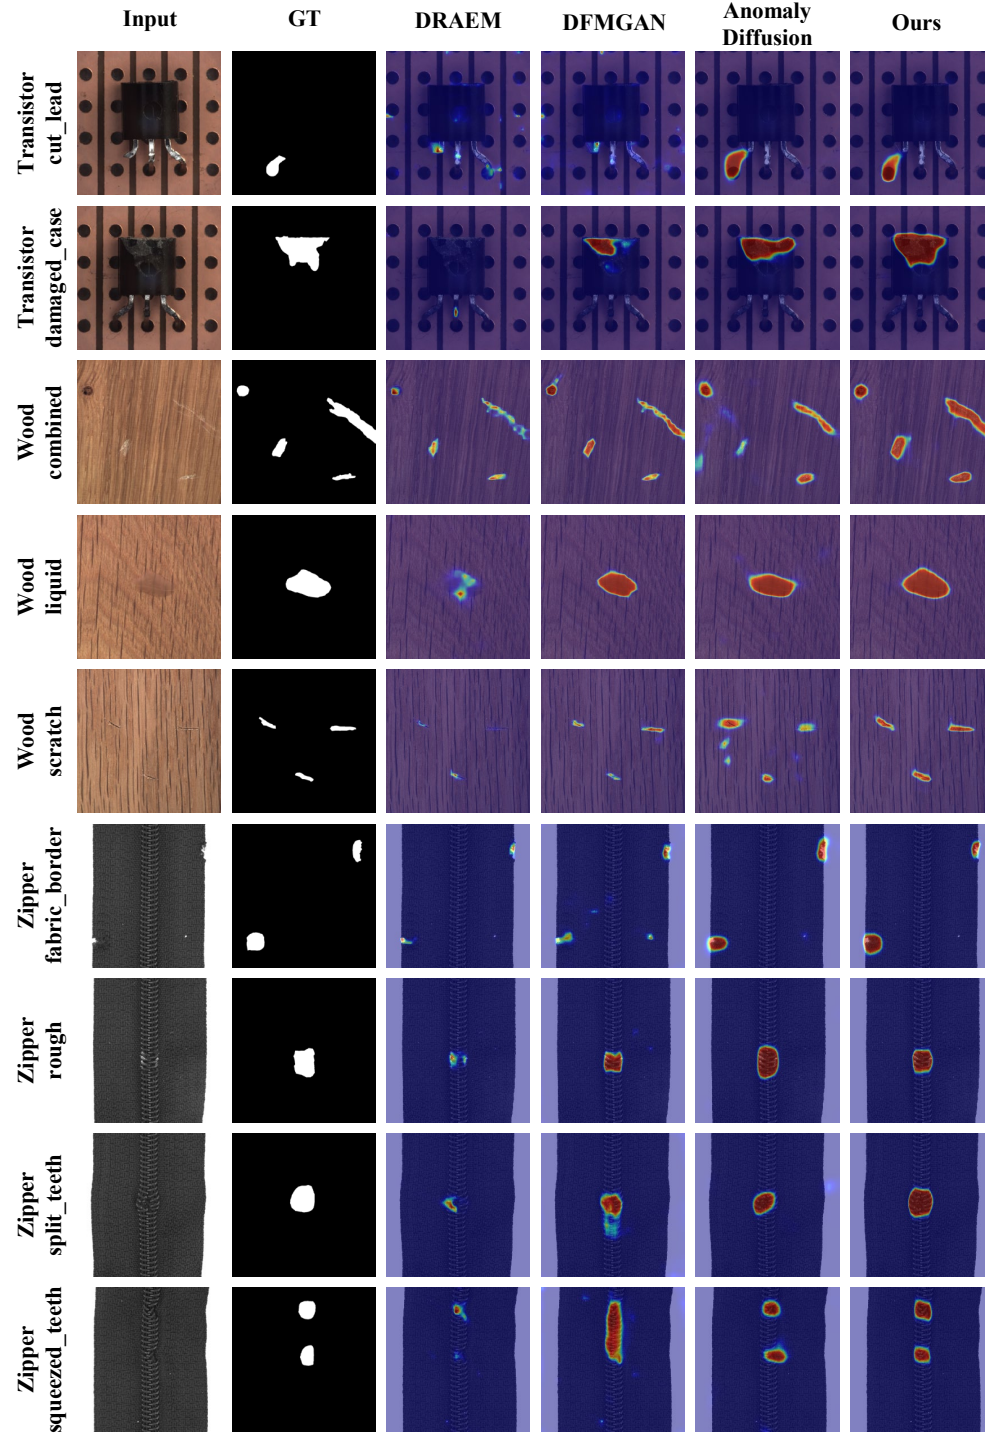 Input GT DRAEM DFMGAN Anomaly Diffusion Ours
Transistor
cut_lead
Transistor
damaged_case
Wood
combined
Wood
liquid
Wood
scratch
Zipper
fabric_border
Zipper
rough
Zipper
split_teeth
Zipper
squeezed_teeth